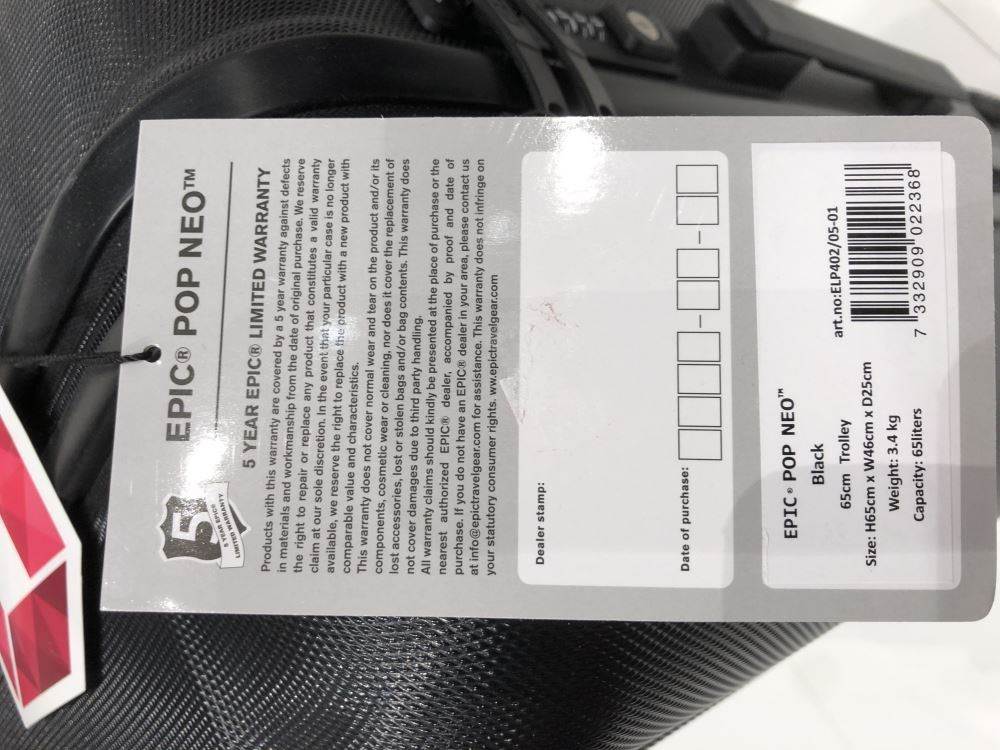 EPIC® POP NEO™
5
5 YEAR EPIC®
LIMITED WARRANTY
5 YEAR EPIC® LIMITED WARRANTY
Products with this warranty are covered by a 5 year warranty against defects
in materials and workmanship from the date of original purchase. We reserve
the right to repair or replace any product that constitutes a valid warranty
claim at our sole discretion. In the event that your particular case is no longer
available, we reserve the right to replace the product with a new product with
comparable value and characteristics.
This warranty does not cover normal wear and tear on the product and/or its
components, cosmetic wear or cleaning, nor does it cover the replacement of
lost accessories, lost or stolen bags and/or bag contents. This warranty does
not cover damages due to third party handling.
All warranty claims should kindly be presented at the place of purchase or the
nearest authorized EPIC® dealer, accompanied by proof and date of
purchase. If you do not have an EPIC® dealer in your area, please contact us
at info@epictravelgear.com for assistance. This warranty does not infringe on
your statutory consumer rights. www.epictravelgear.com
Dealer stamp:
Date of purchase:
EPIC® POP NEO™
Black
65cm Trolley
Size: H65cm x W46cm x D25cm
Weight: 3.4 kg
Capacity: 65liters
art.no:ELP402/05-01
7 332909 022368